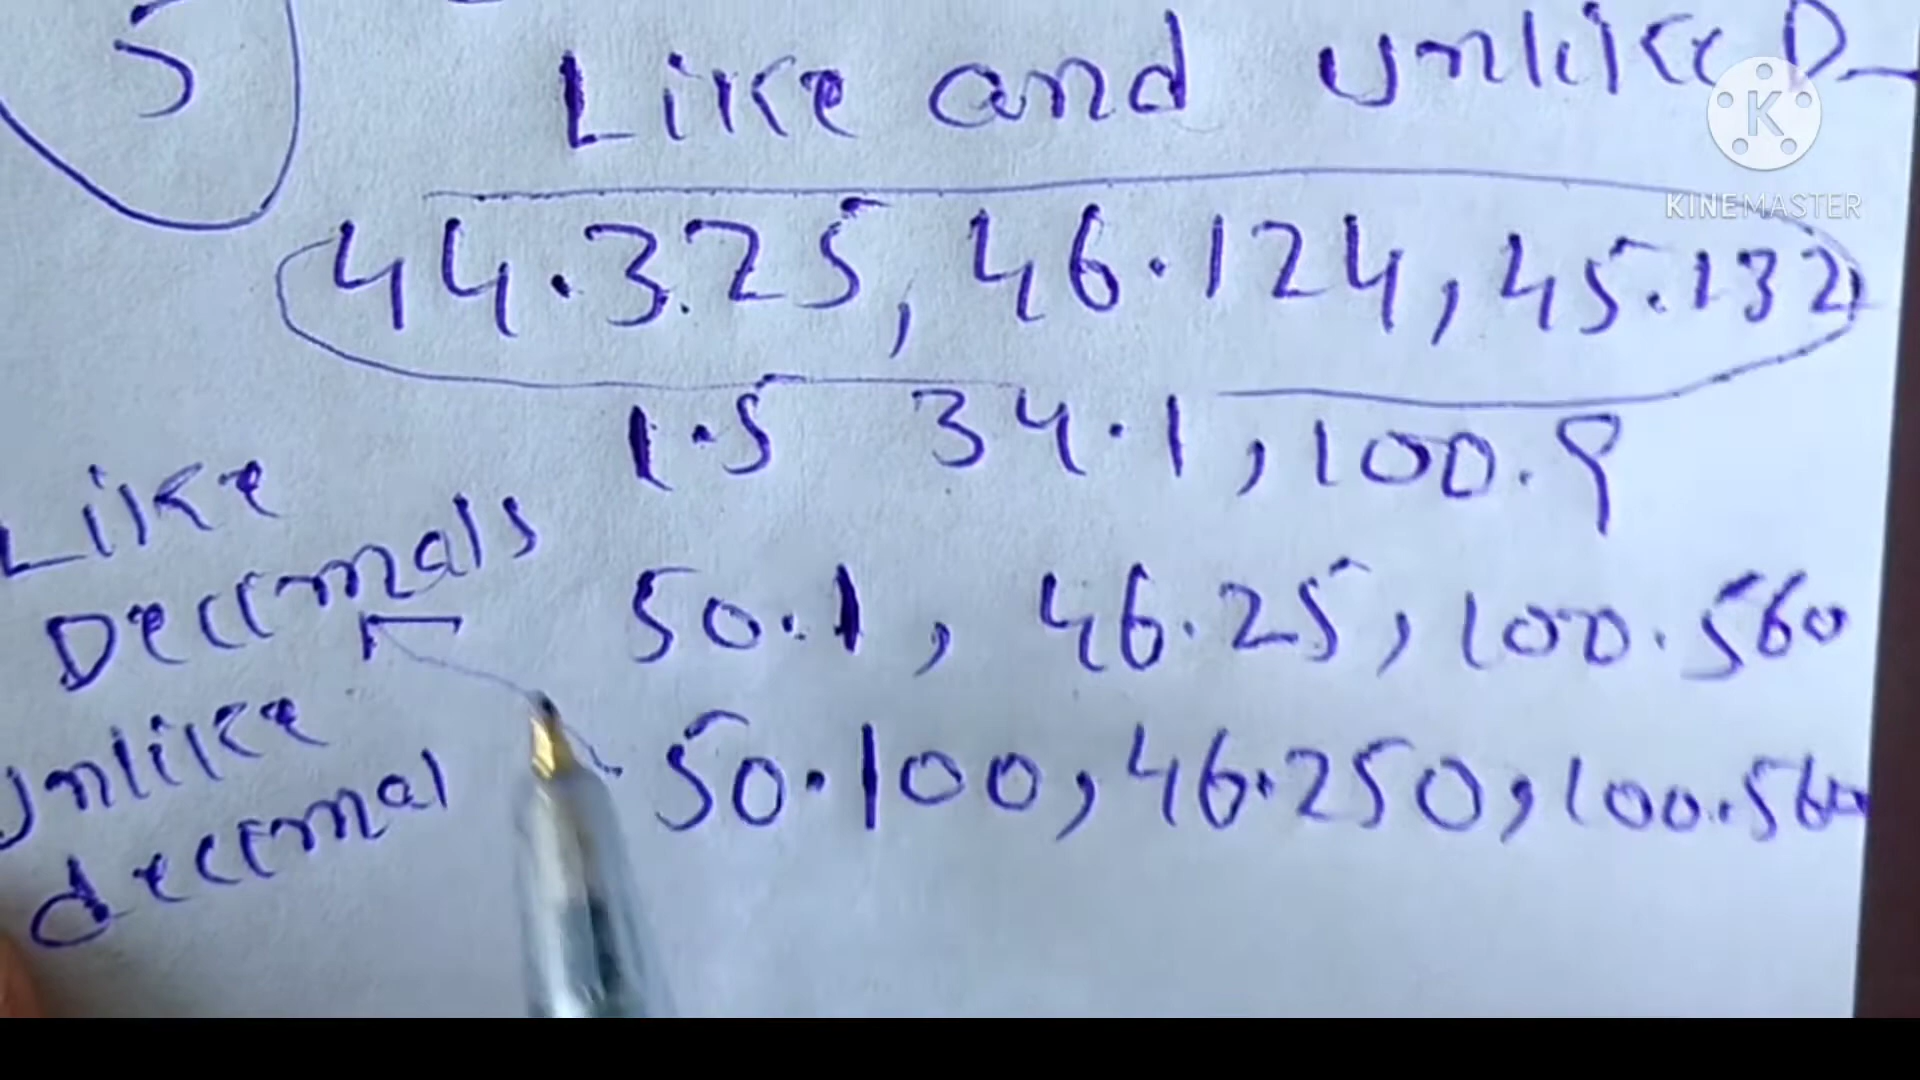 5
Like and unlike D
KINEMASTER
44.325, 46.124, 45.132
1.5 34.1, 100.9
Like
Decimals
50.1, 46.25, 100.560
unlike
decimal
50.100, 46.250, 100.560